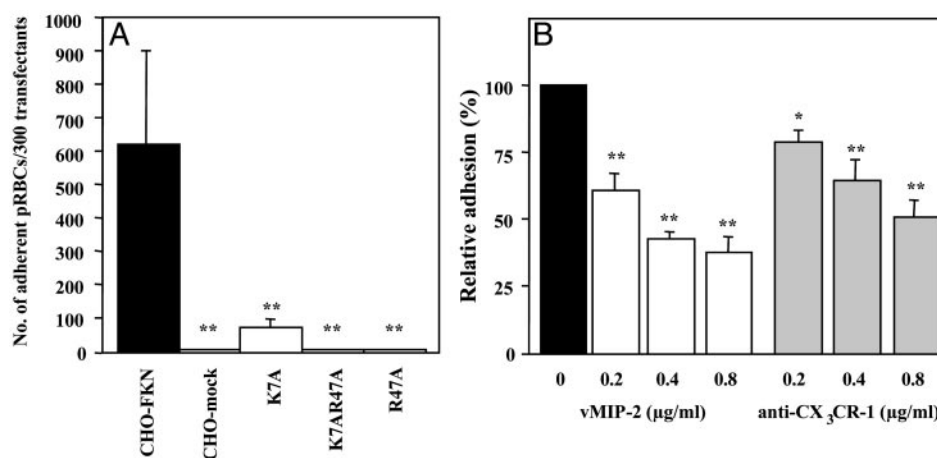 A
No. of adherent pRBCs/300 transfectants
1000
900
800
700
600
500
400
300
200
100
0
** ** ** **
CHO-FKN
CHO-mock
K7A
K7AR47A
R47A
B
Relative adhesion (%)
100
75
50
25
0
** ** ** * ** **
0 0.2 0.4 0.8 0.2 0.4 0.8
vMIP-2 (µg/ml) anti-CX3CR-1 (µg/ml)